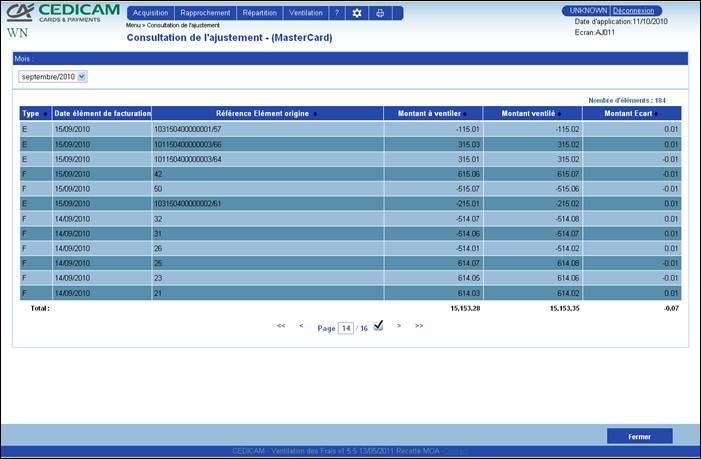 CEDICAM
CARDS & PAYMENTS
WN
Acquisition Rapprochement Répartition Ventilation ?
UNKNOWN Déconnexion
Date d'application:11/10/2010
Ecran:AJ011
Menu > Consultation de l'ajustement
Consultation de l'ajustement - (MasterCard)
Mois :
septembre/2010
Nombre d'éléments : 184
Type Date élément de facturation Référence Elément origine Montant à ventiler Montant ventilé Montant Ecart
E 15/09/2010 103150400000001/57 -115.01 -115.02 0.01
E 15/09/2010 101150400000003/66 315.03 315.02 0.01
E 15/09/2010 101150400000003/64 315.01 315.02 -0.01
F 15/09/2010 42 615.06 615.07 -0.01
F 15/09/2010 50 -515.07 -515.06 -0.01
E 15/09/2010 103150400000002/61 -215.01 -215.02 0.01
F 14/09/2010 32 -514.07 -514.08 0.01
F 14/09/2010 31 -514.06 -514.07 0.01
F 14/09/2010 26 -514.01 -514.02 0.01
F 14/09/2010 25 614.07 614.08 -0.01
F 14/09/2010 23 614.05 614.06 -0.01
F 14/09/2010 21 614.03 614.02 0.01
Total : 15,153.28 15,153.35 -0.07
<< < Page 14 / 16 > >>
Fermer
CEDICAM - Ventilation des Frais v1.5.5 13/05/2011 Recette MOA - Contact